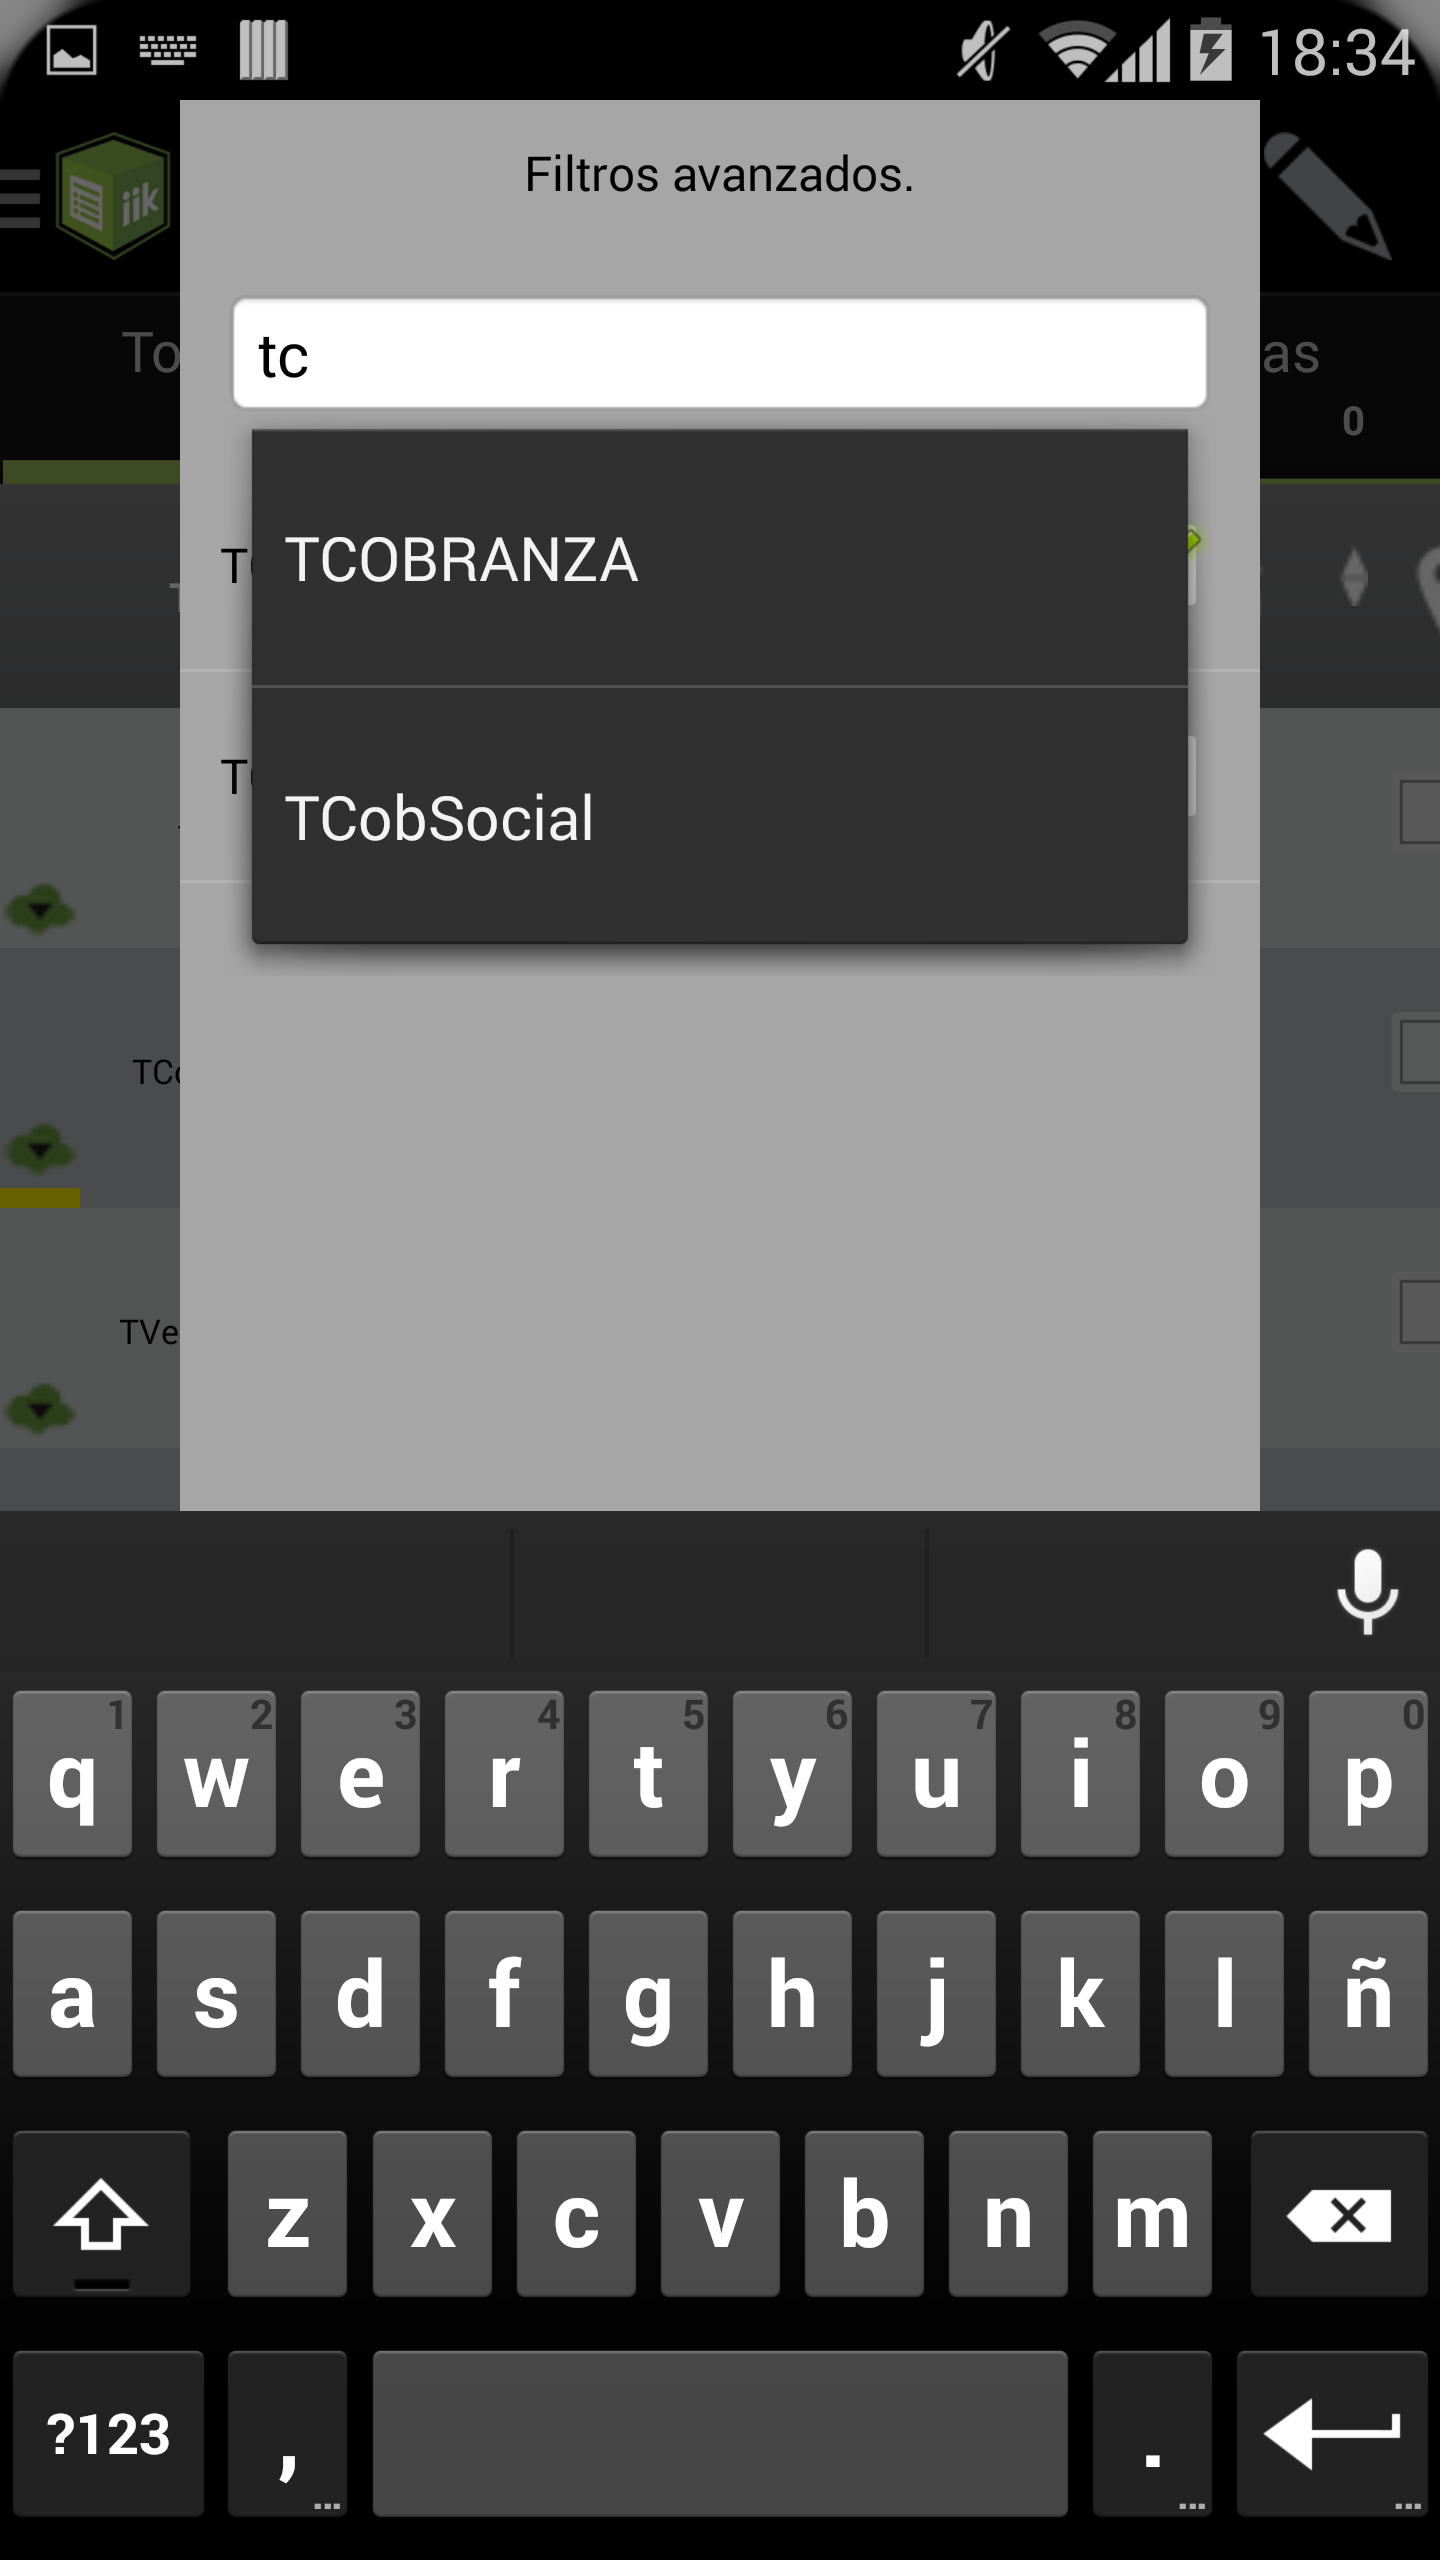 18:34
iik
Filtros avanzados.
To
as
tc
0
TCOBRANZA
TCobSocial
TCo
TVe
1 2 3 4 5 6 7 8 9 0
q w e r t y u i o p
a s d f g h j k l ñ
z x c v b n m
?123 , .